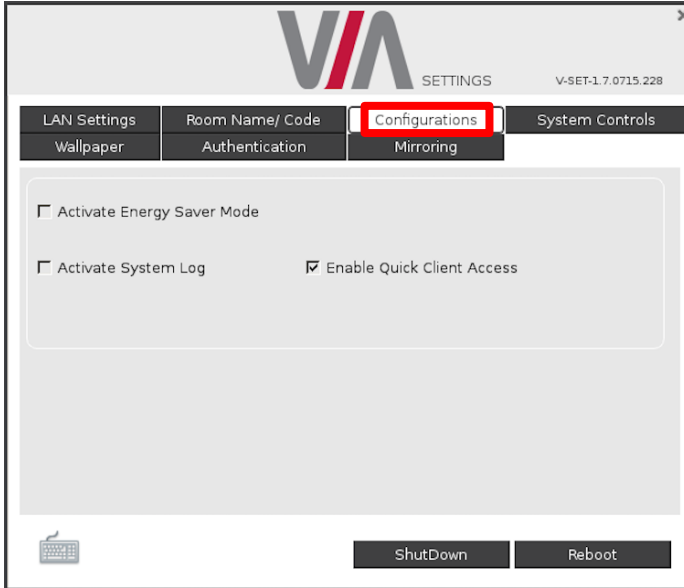 VIA
SETTINGS V-SET-1.7.0715.228
LAN Settings Room Name/ Code Configurations System Controls
Wallpaper Authentication Mirroring
Activate Energy Saver Mode
Activate System Log Enable Quick Client Access
ShutDown Reboot